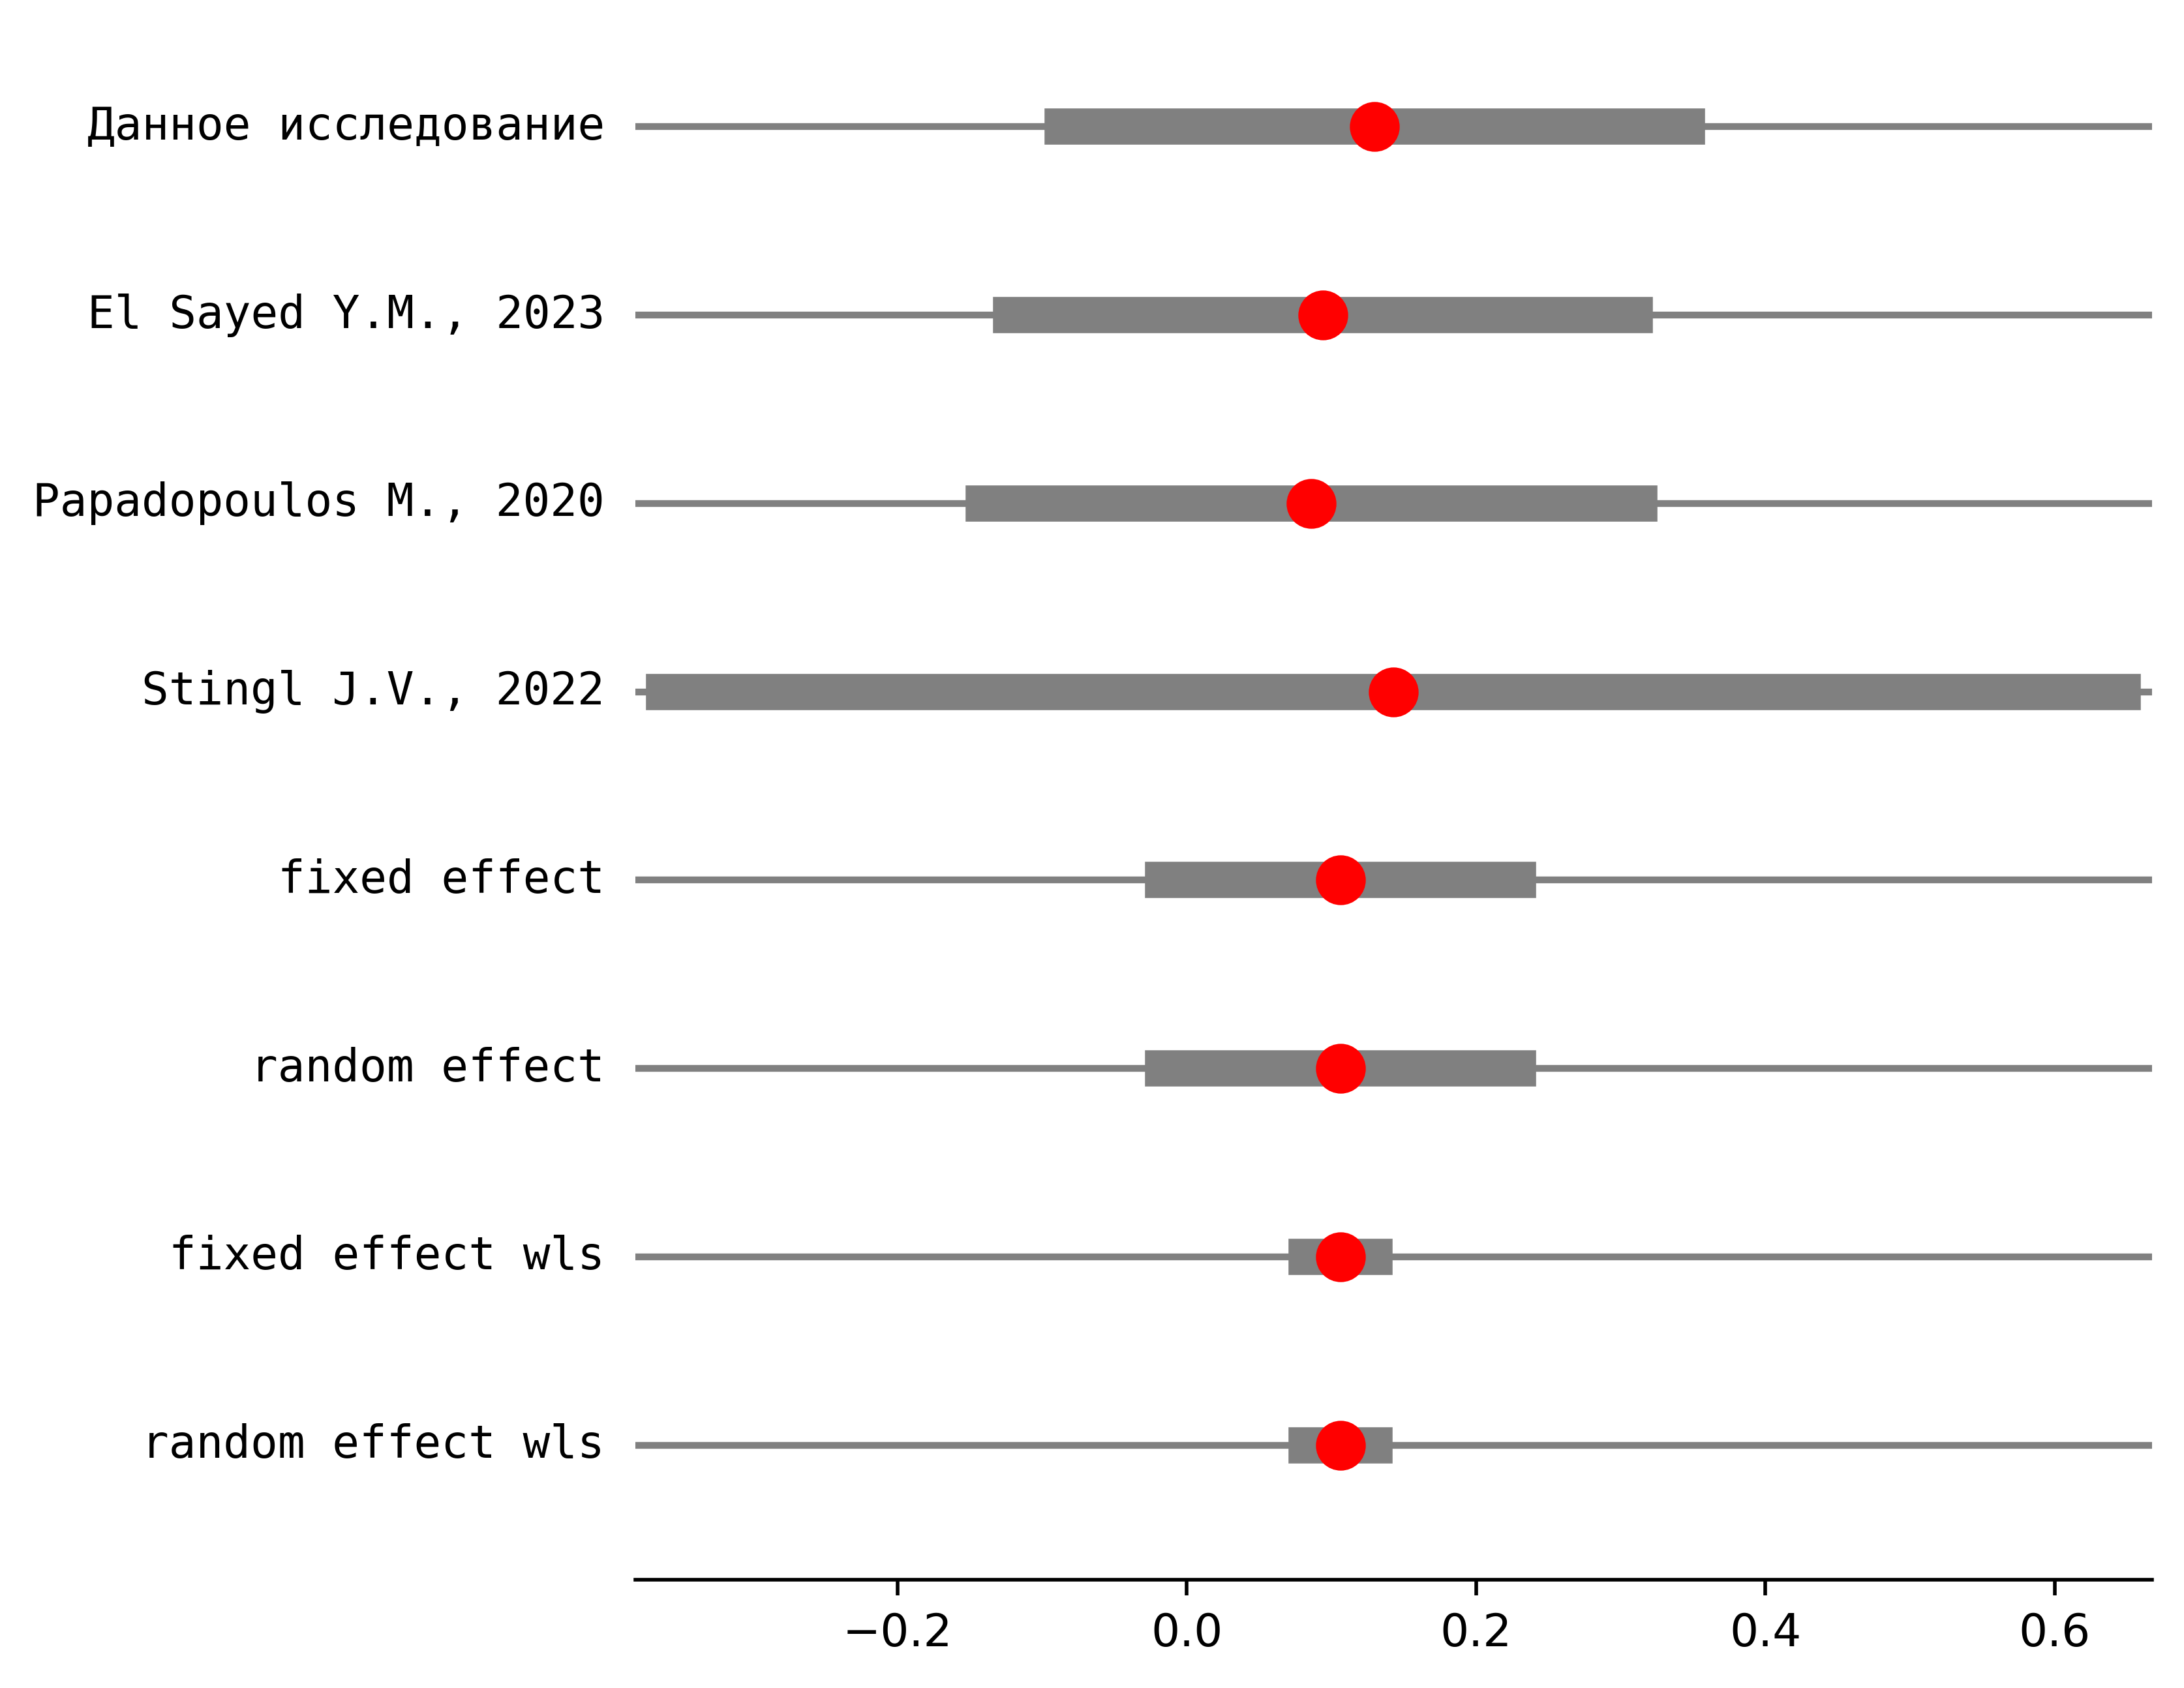 Данное исследование
El Sayed Y.M., 2023
Papadopoulos M., 2020
Stingl J.V., 2022
fixed effect
random effect
fixed effect wls
random effect wls
−0.2 0.0 0.2 0.4 0.6